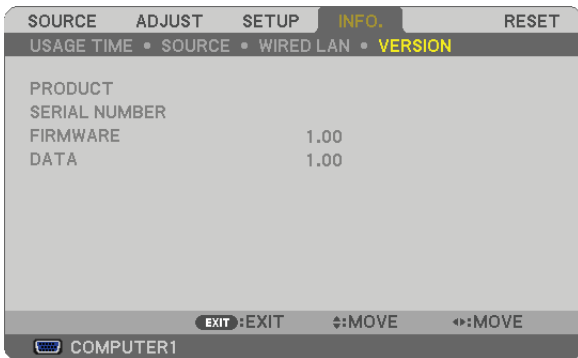 SOURCE ADJUST SETUP INFO. RESET
USAGE TIME • SOURCE • WIRED LAN • VERSION
PRODUCT
SERIAL NUMBER
FIRMWARE 1.00
DATA 1.00
EXIT :EXIT :MOVE :MOVE
COMPUTER1